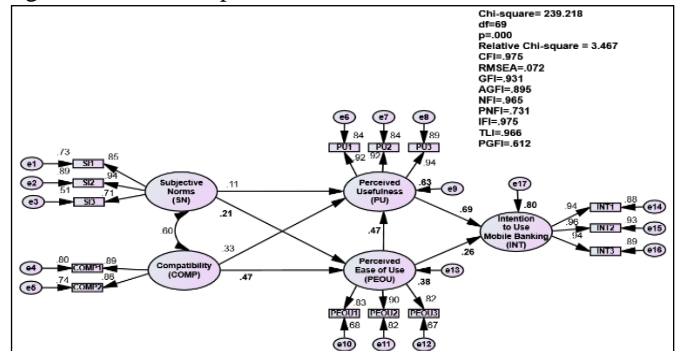 Chi-square= 239.218
df=69
p=.000
Relative Chi-square = 3.467
CFI=.975
RMSEA=.072
GFI=.931
AGFI=.895
NFI=.965
PNFI=.731
IFI=.975
TLI=.966
PGFI=.612
e6 e7 e8
.84 .84 .89
PU1 PU2 PU3
.92 .92 .94
.73
e1 SI1 .85
.89
e2 SI2 .94
.51
e3 SI3 .71
Subjective
Norms
(SN)
.11
.21
Perceived
Usefulness
(PU)
.63
e9
e17
.80
.69
.60
.33
.47
.47
.26
Intention
to Use
Mobile Banking
(INT)
.94 INT1 .88 e14
.96 INT2 .93 e15
.94 INT3 .89 e16
.80
e4 COMP1 .89
.74
e5 COMP2 .86
Compatibility
(COMP)
Perceived
Ease of Use
(PEOU)
e13
.38
.83 .90 .82
PEOU1 PEOU2 PEOU3
.68 .82 .67
e10 e11 e12